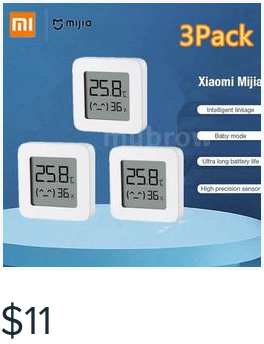 mi mijia
3Pack
Xiaomi Mijia
Intelligent linkage
Baby mode
Ultra long battery life
High precision sensor
25.8°C
(^_^) 36%
25.8°C
(^_^) 36%
25.8°C
(^_^) 36%
mybrow
$11